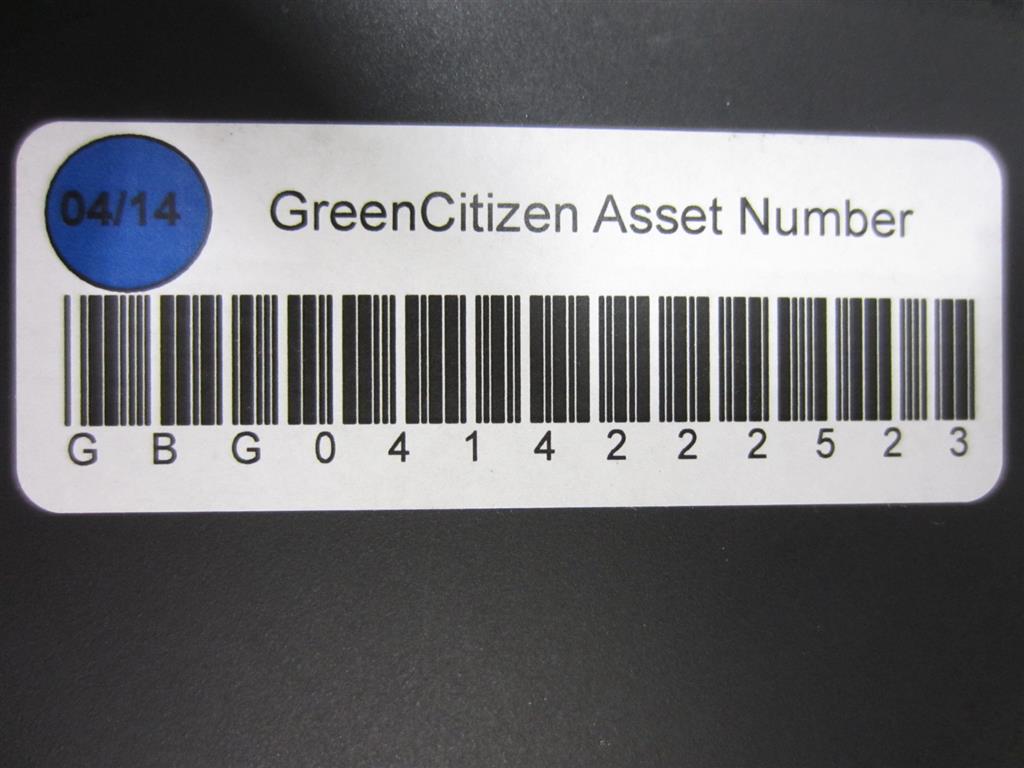 04/14
GreenCitizen Asset Number
G B G 0 4 1 4 2 2 2 5 2 3